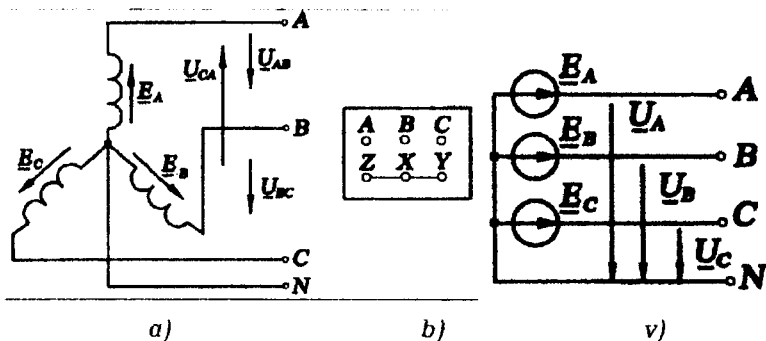 A
U_CA
U_AB
E_A
B
E_C
E_B
U_BC
C
N
a)
A B C
Z X Y
b)
E_A
A
U_A
E_B
B
U_B
E_C
C
U_C
N
v)